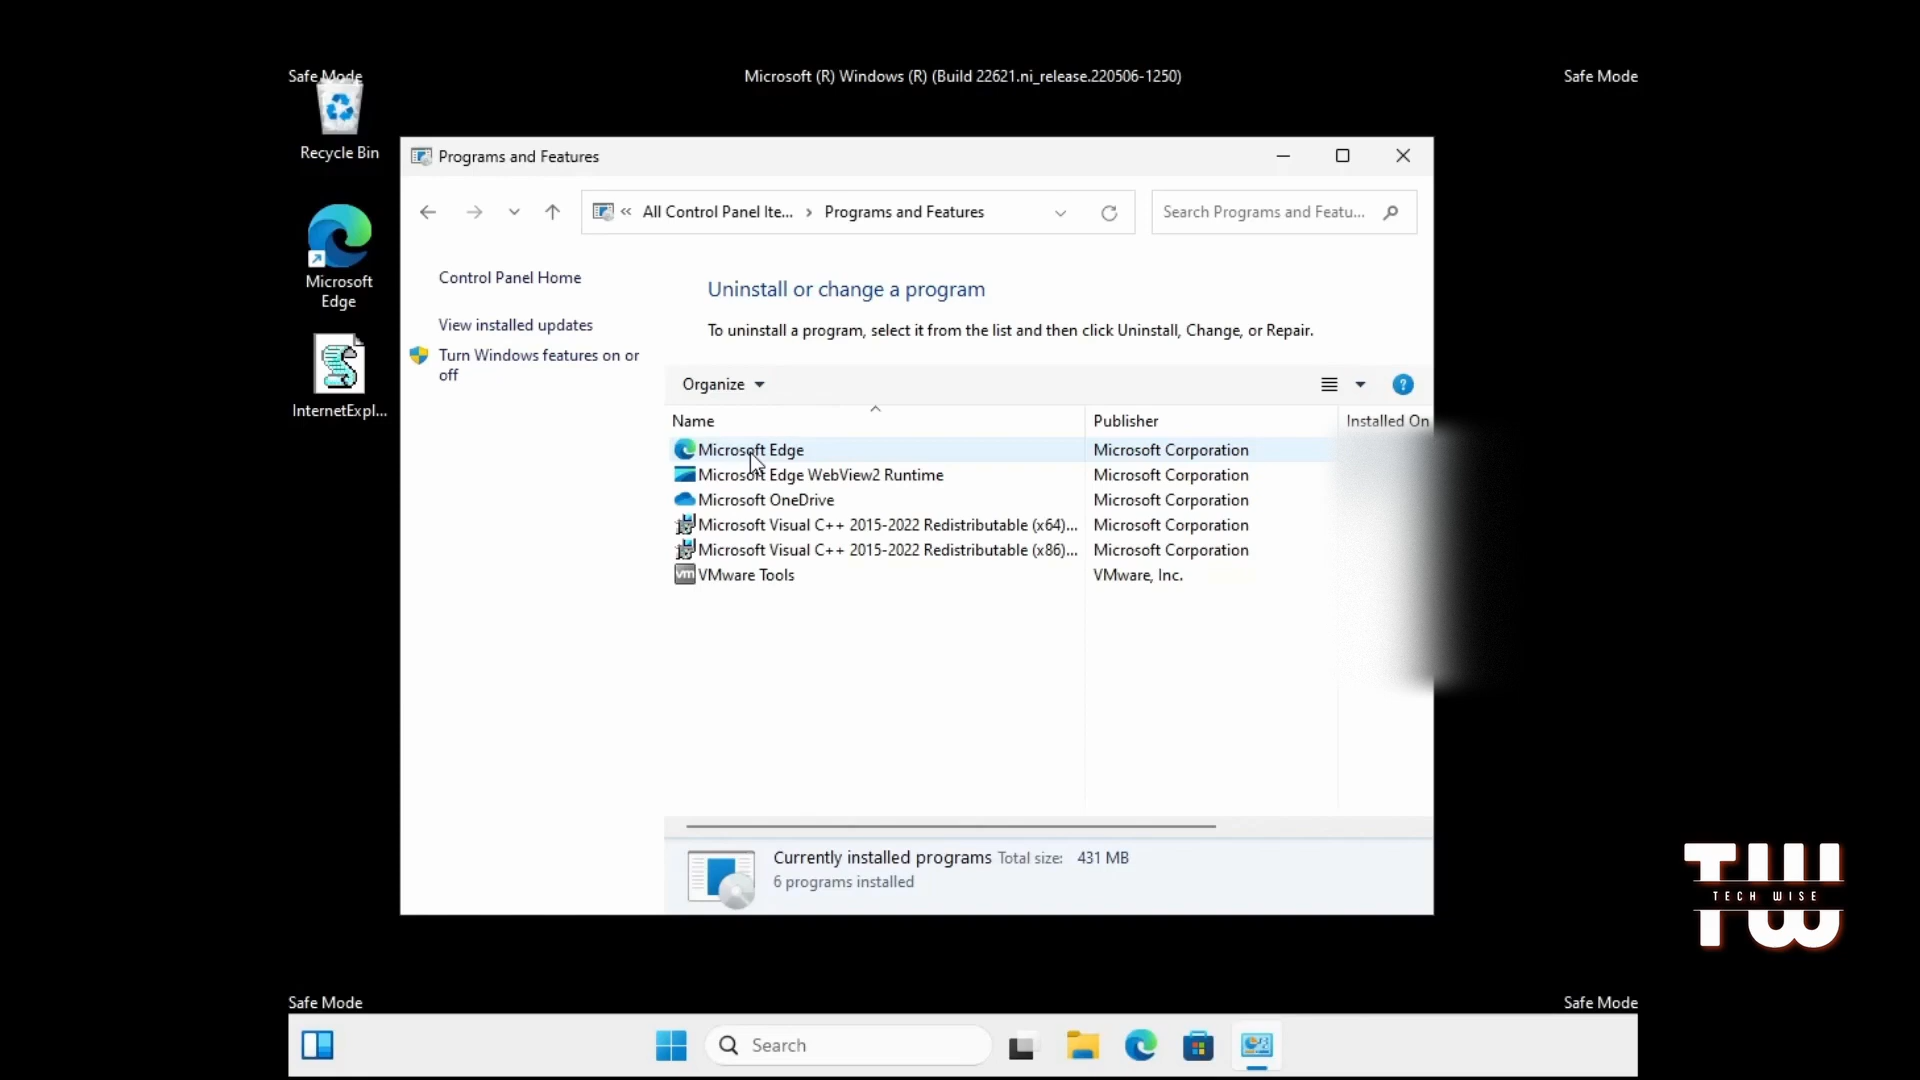 Safe Mode
Microsoft (R) Windows (R) (Build 22621.ni_release.220506-1250)
Safe Mode
Recycle Bin
Microsoft
Edge
InternetExpl...
Programs and Features
« All Control Panel Ite... › Programs and Features
Search Programs and Featu...
Control Panel Home
View installed updates
Turn Windows features on or
off
Uninstall or change a program
To uninstall a program, select it from the list and then click Uninstall, Change, or Repair.
Organize
Name Publisher Installed On
Microsoft Edge Microsoft Corporation
Microsoft Edge WebView2 Runtime Microsoft Corporation
Microsoft OneDrive Microsoft Corporation
Microsoft Visual C++ 2015-2022 Redistributable (x64)... Microsoft Corporation
Microsoft Visual C++ 2015-2022 Redistributable (x86)... Microsoft Corporation
vm VMware Tools VMware, Inc.
Currently installed programs Total size: 431 MB
6 programs installed
TW
TECH WISE
TW
Safe Mode
Safe Mode
Search